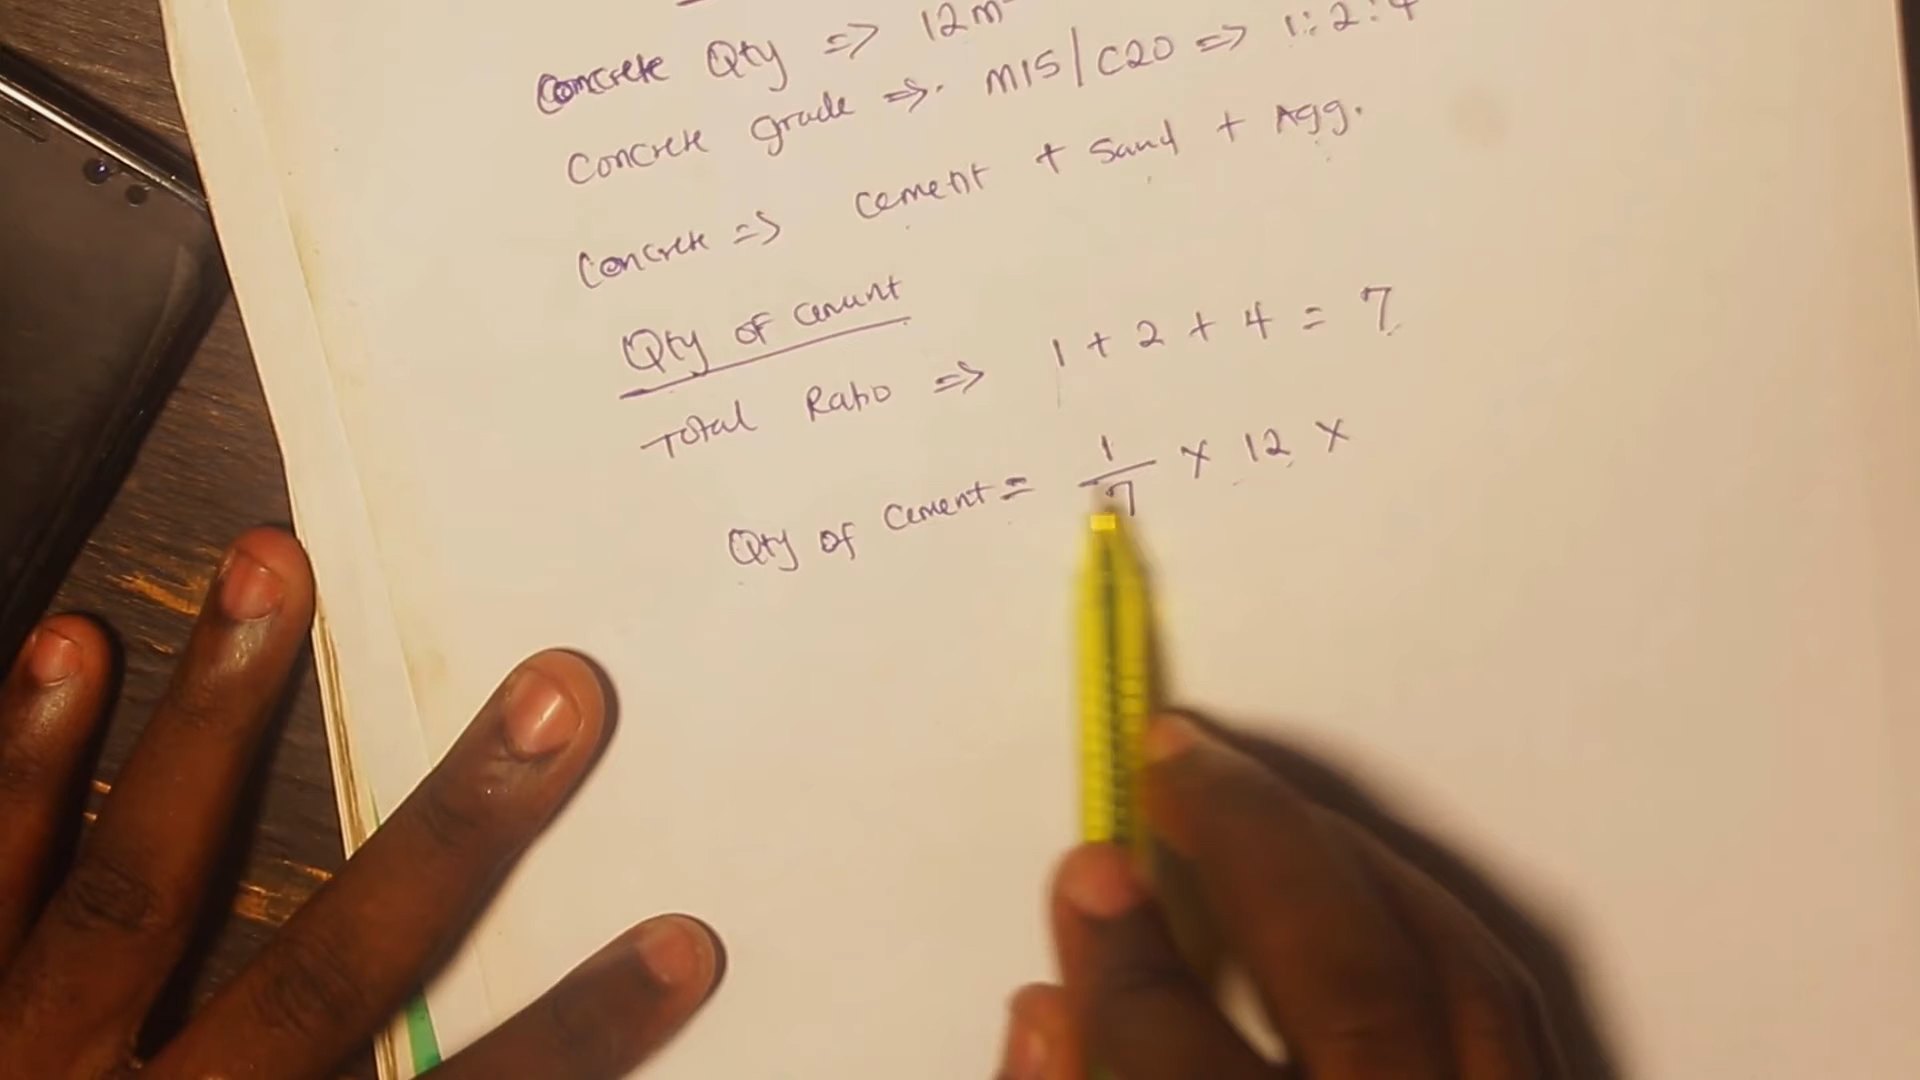 Concrete Qty => 12m
Concrete grade =>. M15/C20 => 1:2:4
Concrete => Cement + Sand + Agg.
Qty of Cement
Total Ratio => 1 + 2 + 4 = 7
Qty of Cement = 1/7 x 12 x